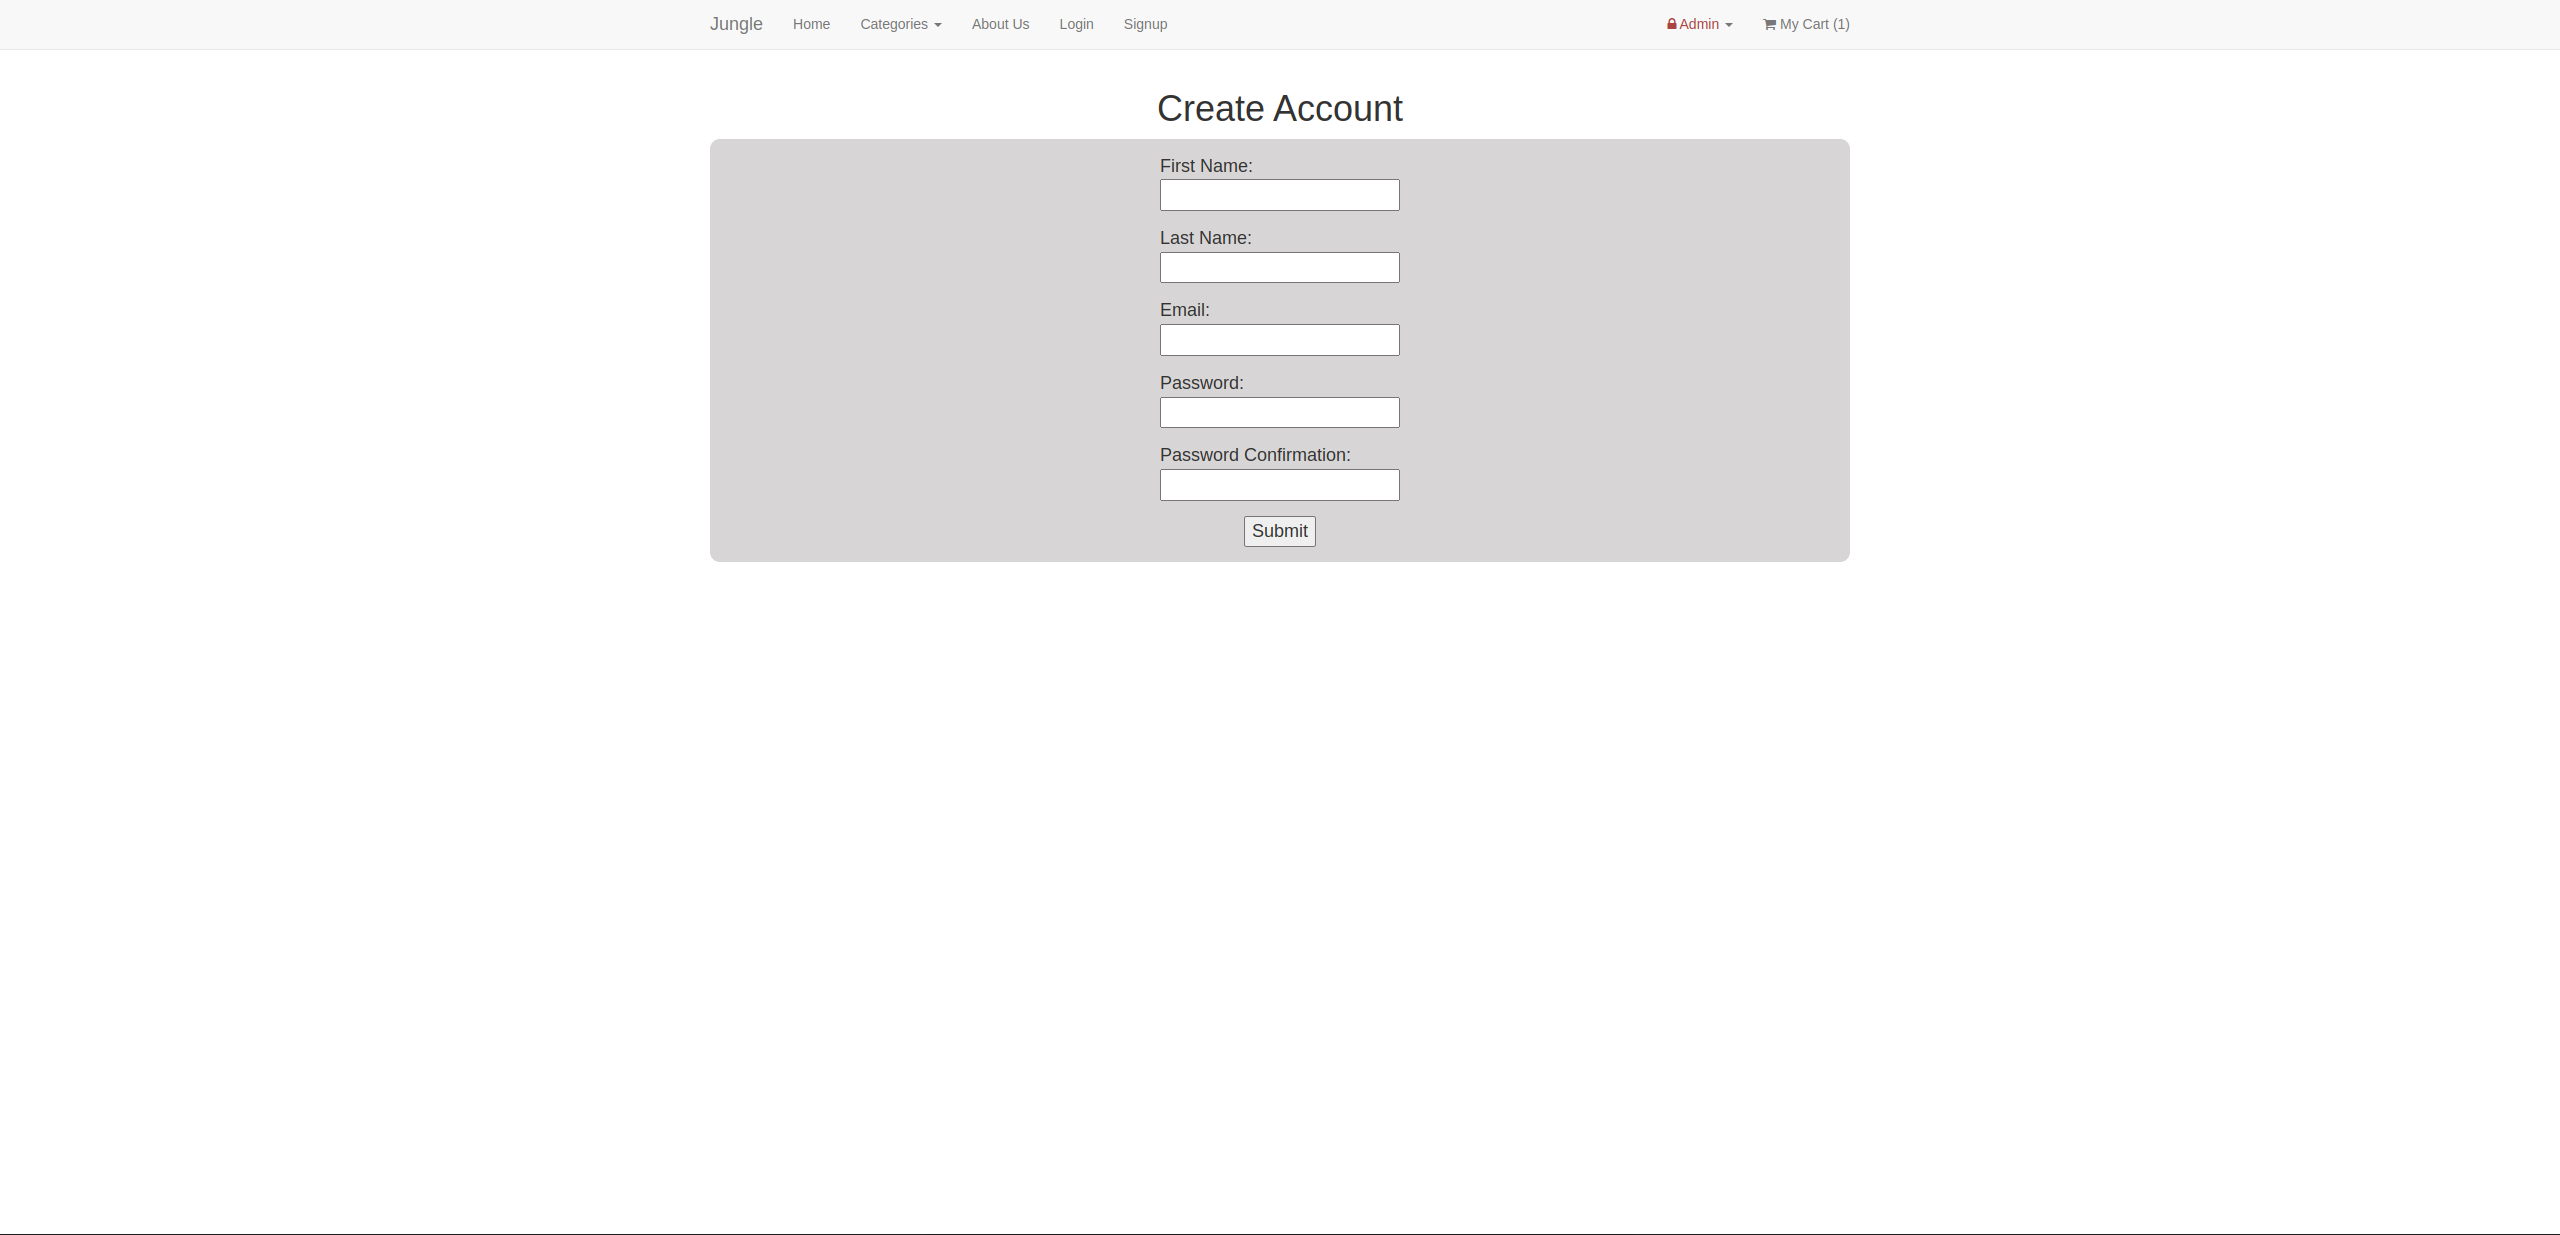 Jungle Home Categories About Us Login Signup Admin My Cart (1)
Create Account
First Name:
Last Name:
Email:
Password:
Password Confirmation:
Submit